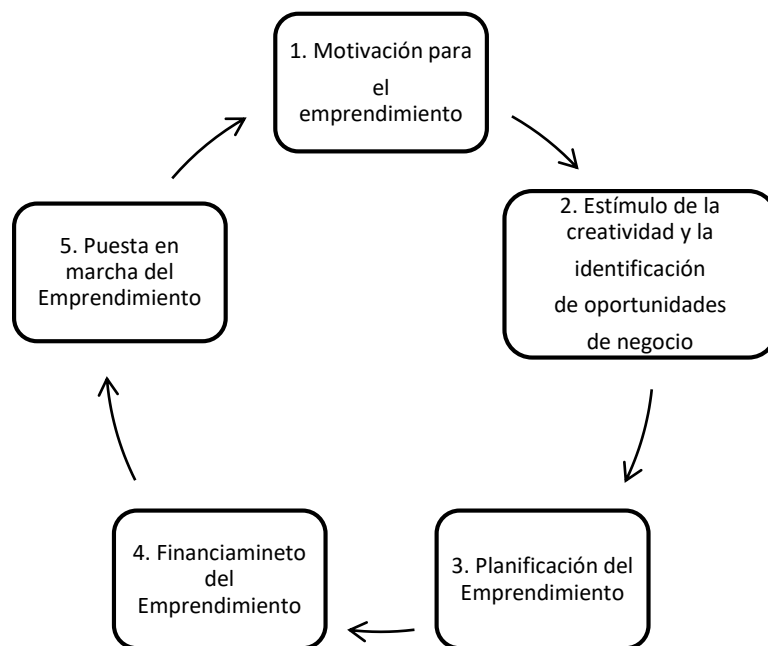 1. Motivación para
el
emprendimiento
2. Estímulo de la
creatividad y la
identificación
de oportunidades
de negocio
3. Planificación del
Emprendimiento
4. Financiamineto
del
Emprendimiento
5. Puesta en
marcha del
Emprendimiento